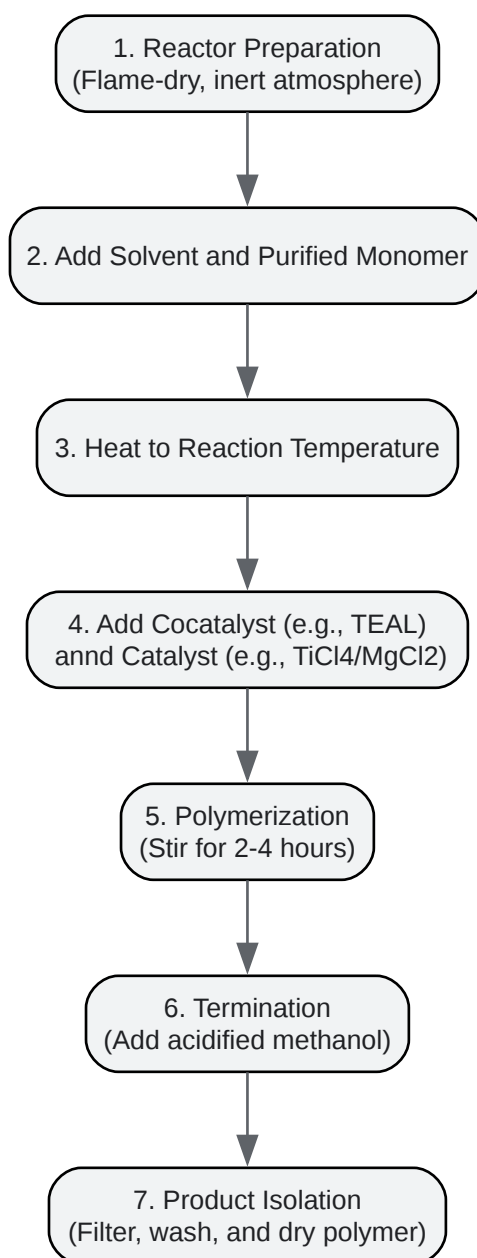 1. Reactor Preparation
(Flame-dry, inert atmosphere)
2. Add Solvent and Purified Monomer
3. Heat to Reaction Temperature
4. Add Cocatalyst (e.g., TEAL)
annd Catalyst (e.g., TiCl4/MgCl2)
5. Polymerization
(Stir for 2-4 hours)
6. Termination
(Add acidified methanol)
7. Product Isolation
(Filter, wash, and dry polymer)